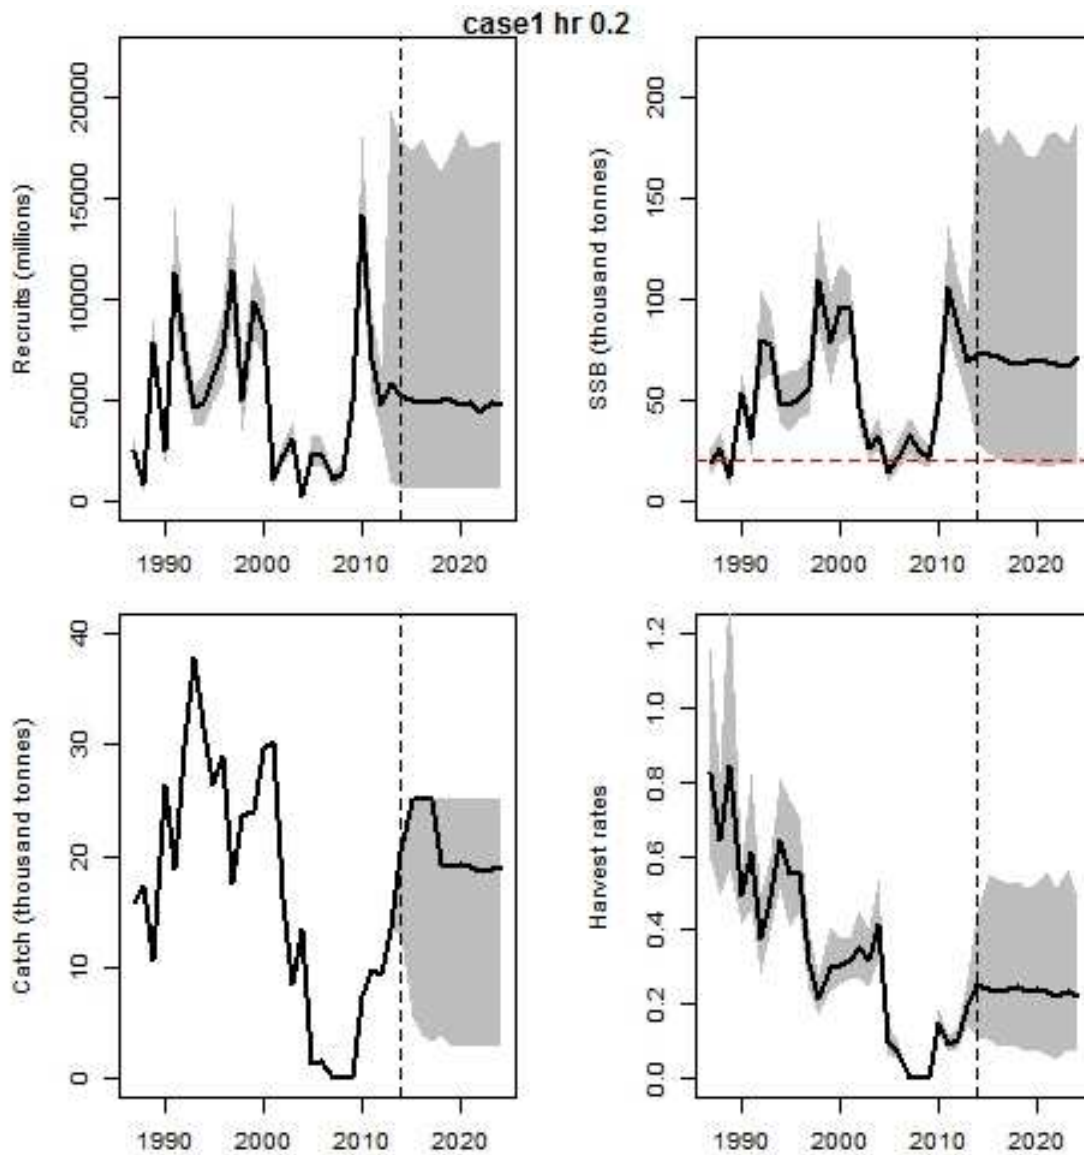 case1 hr 0.2
Recruits (millions)
0 5000 10000 15000 20000
1990 2000 2010 2020
SSB (thousand tonnes)
0 50 100 150 200
1990 2000 2010 2020
Catch (thousand tonnes)
0 10 20 30 40
1990 2000 2010 2020
Harvest rates
0.0 0.2 0.4 0.6 0.8 1.0 1.2
1990 2000 2010 2020